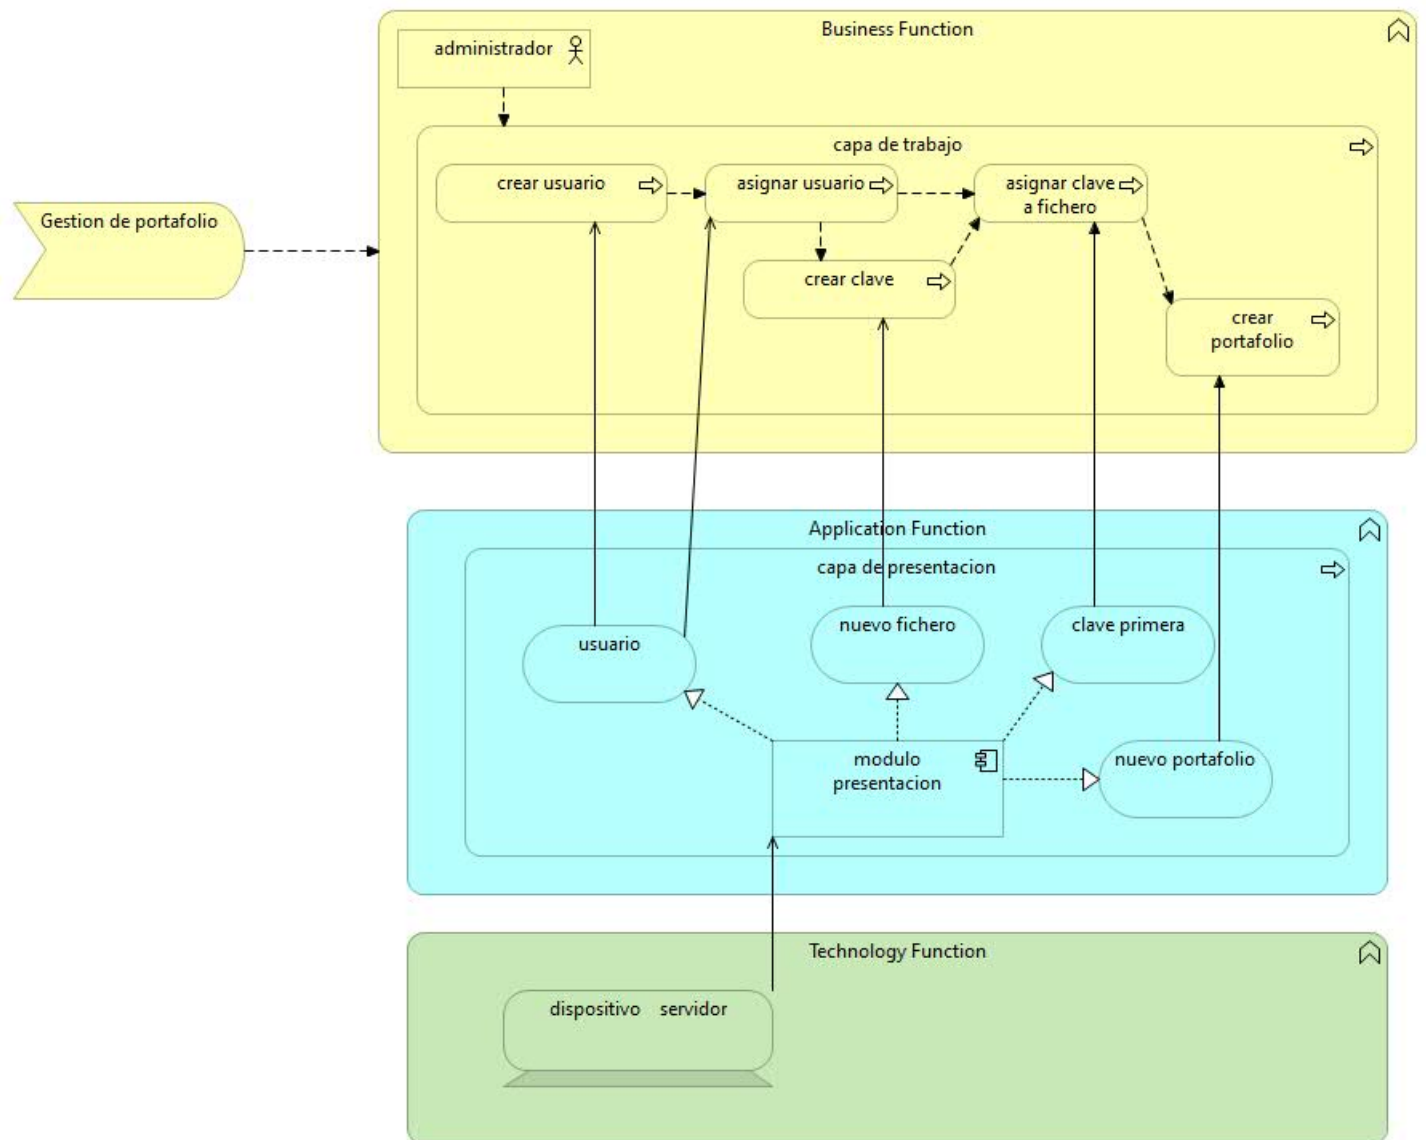 Business Function
administrador
capa de trabajo
crear usuario
asignar usuario
asignar clave
a fichero
Gestion de portafolio
crear clave
crear
portafolio
Application Function
capa de presentacion
usuario
nuevo fichero
clave primera
modulo
presentacion
nuevo portafolio
Technology Function
dispositivo servidor